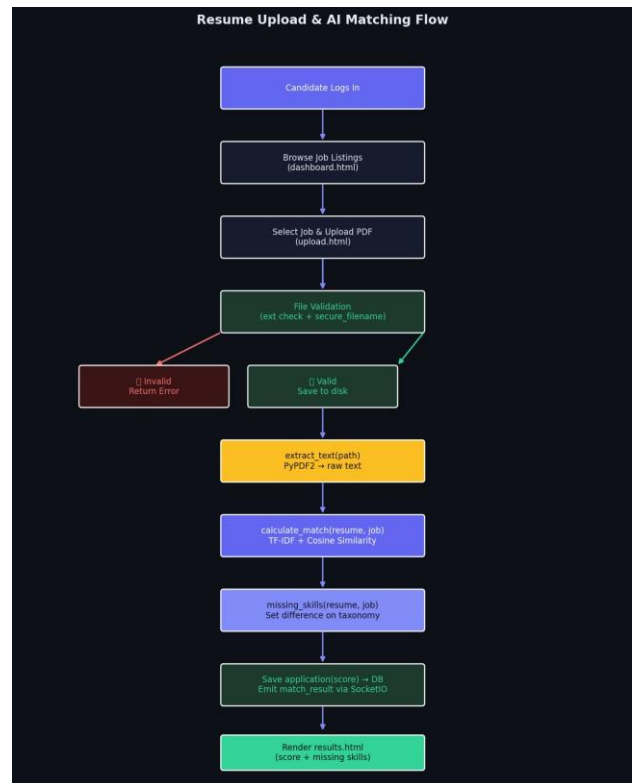 Resume Upload & AI Matching Flow
Candidate Logs In
Browse Job Listings
(dashboard.html)
Select Job & Upload PDF
(upload.html)
File Validation
(ext check + secure_filename)
▯ Invalid
Return Error
▯ Valid
Save to disk
extract_text(path)
PyPDF2 → raw text
calculate_match(resume, job)
TF-IDF + Cosine Similarity
missing_skills(resume, job)
Set difference on taxonomy
Save application(score) → DB
Emit match_result via SocketIO
Render results.html
(score + missing skills)